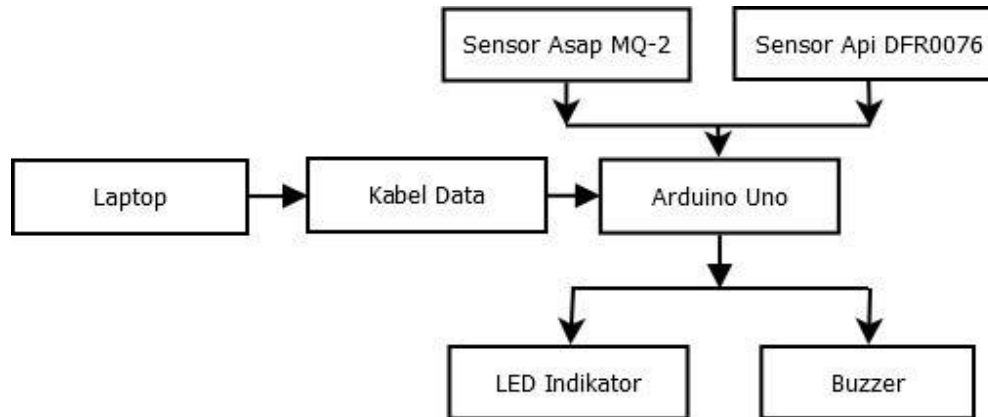 Sensor Asap MQ-2
Sensor Api DFR0076
Laptop
Kabel Data
Arduino Uno
LED Indikator
Buzzer